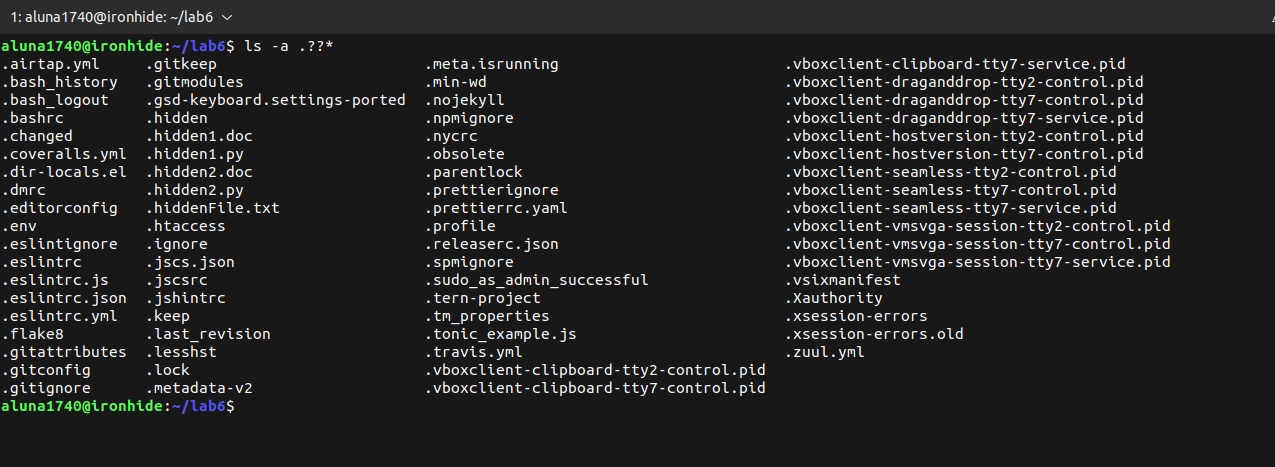 1: aluna1740@ironhide: ~/lab6
aluna1740@ironhide:~/lab6$ ls -a .??*
.airtap.yml .gitkeep .meta.isrunning .vboxclient-clipboard-tty7-service.pid
.bash_history .gitmodules .min-wd .vboxclient-draganddrop-tty2-control.pid
.bash_logout .gsd-keyboard.settings-ported .nojekyll .vboxclient-draganddrop-tty7-control.pid
.bashrc .hidden .npmignore .vboxclient-draganddrop-tty7-service.pid
.changed .hidden1.doc .nycrc .vboxclient-hostversion-tty2-control.pid
.coveralls.yml .hidden1.py .obsolete .vboxclient-hostversion-tty7-control.pid
.dir-locals.el .hidden2.doc .parentlock .vboxclient-seamless-tty2-control.pid
.dmrc .hidden2.py .prettierignore .vboxclient-seamless-tty7-control.pid
.editorconfig .hiddenFile.txt .prettierrc.yaml .vboxclient-seamless-tty7-service.pid
.env .htaccess .profile .vboxclient-vmsvga-session-tty2-control.pid
.eslintignore .ignore .releaserc.json .vboxclient-vmsvga-session-tty7-control.pid
.eslintrc .jscs.json .spmignore .vboxclient-vmsvga-session-tty7-service.pid
.eslintrc.js .jscsrc .sudo_as_admin_successful .vsixmanifest
.eslintrc.json .jshintrc .tern-project .Xauthority
.eslintrc.yml .keep .tm_properties .xsession-errors
.flake8 .last_revision .tonic_example.js .xsession-errors.old
.gitattributes .lesshst .travis.yml .zuul.yml
.gitconfig .lock .vboxclient-clipboard-tty2-control.pid
.gitignore .metadata-v2 .vboxclient-clipboard-tty7-control.pid
aluna1740@ironhide:~/lab6$